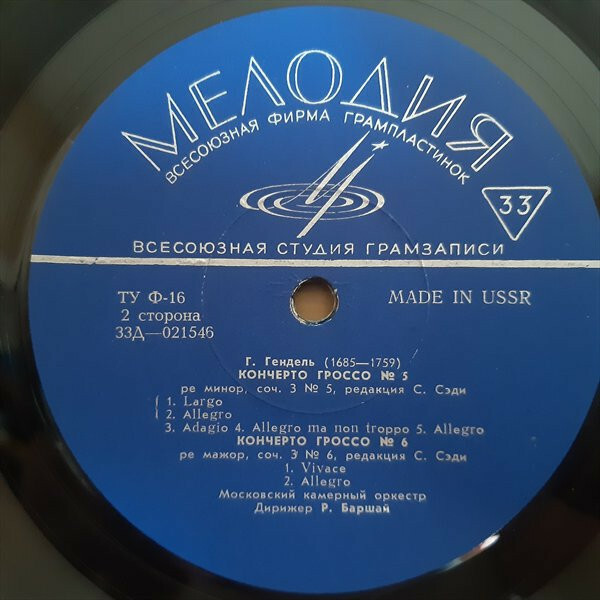 МЕЛОДИЯ
ВСЕСОЮЗНАЯ ФИРМА ГРАМПЛАСТИНОК
33
ВСЕСОЮЗНАЯ СТУДИЯ ГРАМЗАПИСИ
ТУ Ф-16
MADE IN USSR
2 сторона
33Д—021546
Г. Гендель (1685—1759)
КОНЧЕРТО ГРОССО № 5
ре минор, соч. 3 № 5, редакция С. Сэди
1. Largo
2. Allegro
3. Adagio 4. Allegro ma non troppo 5. Allegro
КОНЧЕРТО ГРОССО № 6
ре мажор, соч. 3 № 6, редакция С. Сэди
1. Vivace
2. Allegro
Московский камерный оркестр
Дирижер Р. Баршай